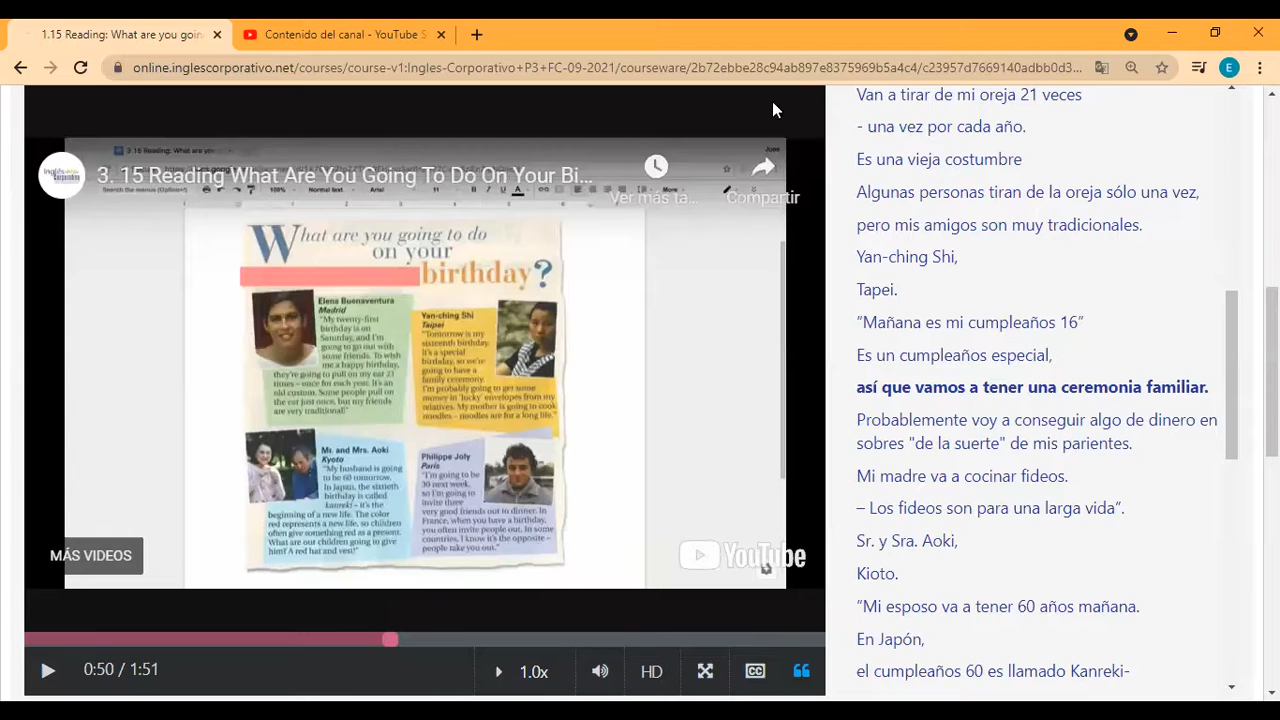 1.15 Reading: What are you goin
Contenido del canal - YouTube S
online.inglescorporativo.net/courses/course-v1:Ingles-Corporativo+P3+FC-09-2021/courseware/2b72ebbe28c94ab897e8375969b5a4c4/c23957d7669140adbb0d3...
E
3. 15 Reading What Are You Going To Do On Your Bi...
Ver más ta...
Compartir
What are you going to do
on your
birthday?
Elena Buenaventura
Madrid
"My twenty-first
birthday is on
Saturday, and I'm
going to go out with
some friends. To wish
me a happy birthday,
they're going to pull on my ear 21
times – once for each year. It's an
old custom. Some people pull on
the ear just once, but my friends
are very traditional!"
Yan-ching Shi
Taipei
"Tomorrow is my
sixteenth birthday.
It's a special
birthday, so we're
going to have a
family ceremony.
I'm probably going to get some
money in "lucky" envelopes from my
relatives. My mother is going to cook
noodles – noodles are for a long life."
Mr. and Mrs. Aoki
Kyoto
"My husband is going
to be 60 tomorrow.
In Japan, the sixtieth
birthday is called
kanreki – it's the
beginning of a new life. The color
red represents a new life, so children
often give something red as a present.
What are our children going to give
him? A red hat and vest!"
Philippe Joly
Paris
"I'm going to be
30 next week,
so I'm going to
invite three
very good friends out to dinner. In
France, when you have a birthday,
you often invite people out. In some
countries, I know it's the opposite –
people take you out."
MÁS VIDEOS
YouTube
0:50 / 1:51
1.0x
HD
CC
Van a tirar de mi oreja 21 veces
- una vez por cada año.
Es una vieja costumbre
Algunas personas tiran de la oreja sólo una vez,
pero mis amigos son muy tradicionales.
Yan-ching Shi,
Tapei.
“Mañana es mi cumpleaños 16”
Es un cumpleaños especial,
así que vamos a tener una ceremonia familiar.
Probablemente voy a conseguir algo de dinero en
sobres "de la suerte" de mis parientes.
Mi madre va a cocinar fideos.
– Los fideos son para una larga vida”.
Sr. y Sra. Aoki,
Kioto.
“Mi esposo va a tener 60 años mañana.
En Japón,
el cumpleaños 60 es llamado Kanreki-